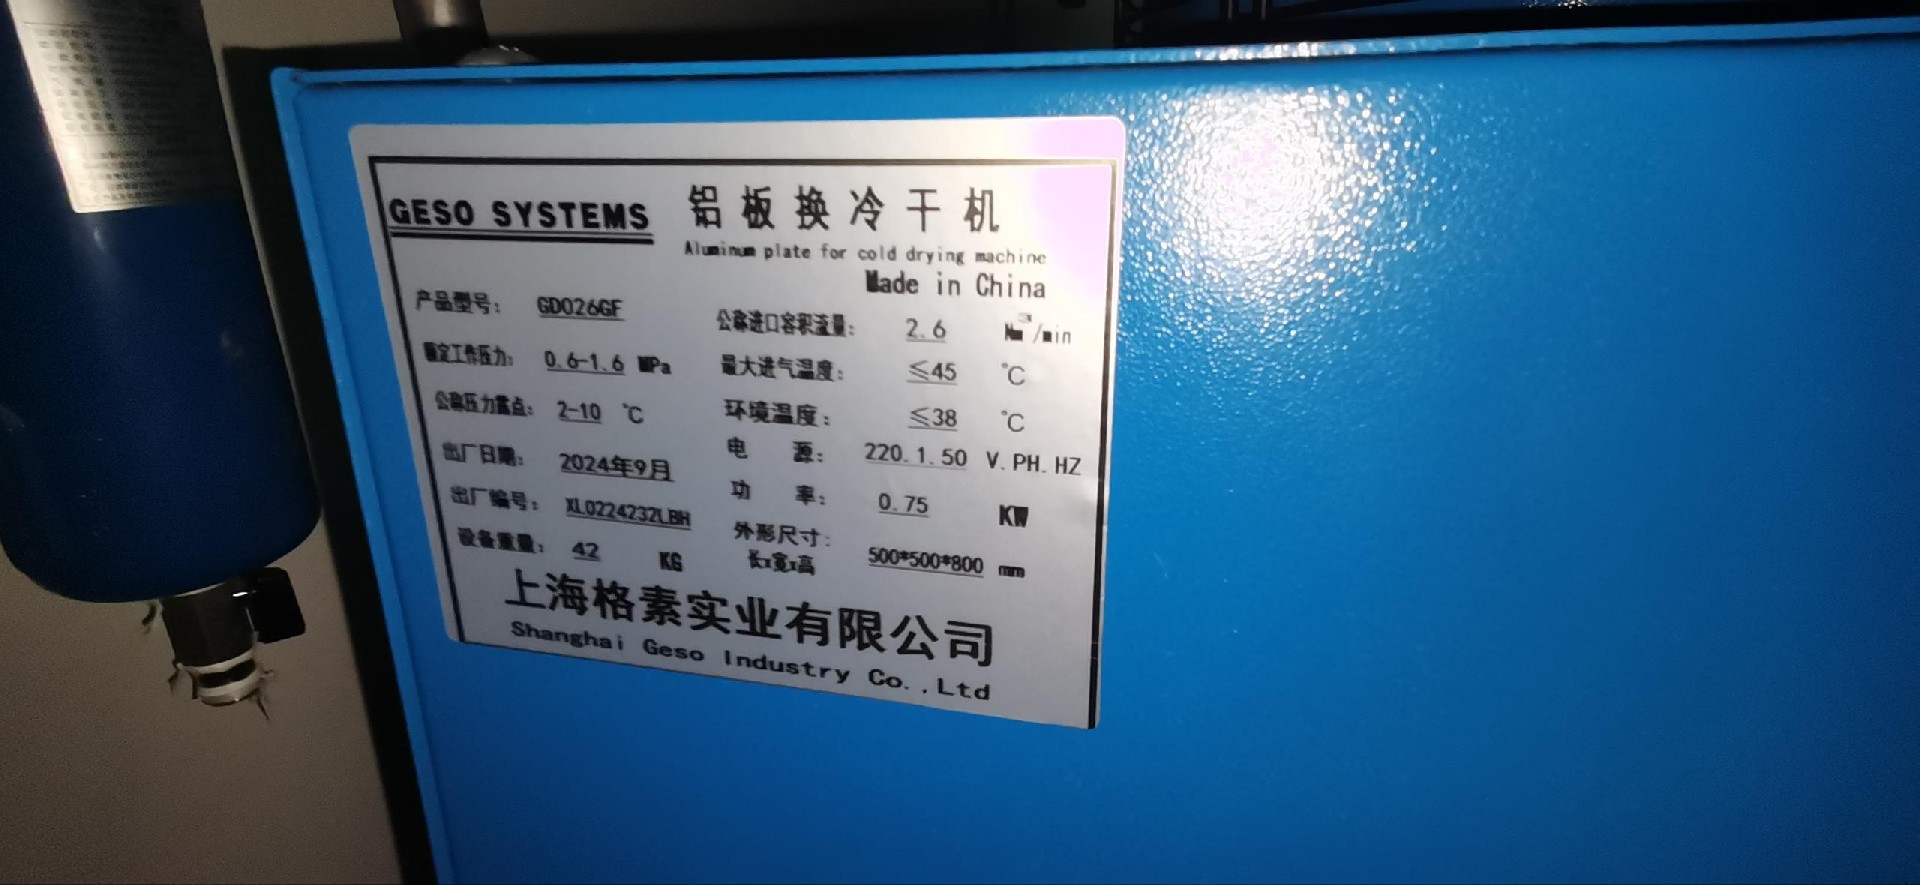 GESO SYSTEMS 铝板换冷干机
Aluminum plate for cold drying machine
Made in China
产品型号： GD026GF 公称进口容积流量： 2.6 Nm³/min
额定工作压力： 0.6-1.6 MPa 最大进气温度： ≤45 ℃
公称压力露点： 2-10 ℃ 环境温度： ≤38 ℃
出厂日期： 2024年9月 电 源： 220.1.50 V.PH.HZ
出厂编号： XL0224232LBH 功 率： 0.75 KW
设备重量： 42 KG 外形尺寸： 长x宽x高 500*500*800 mm
上海格素实业有限公司
Shanghai Geso Industry Co.,Ltd